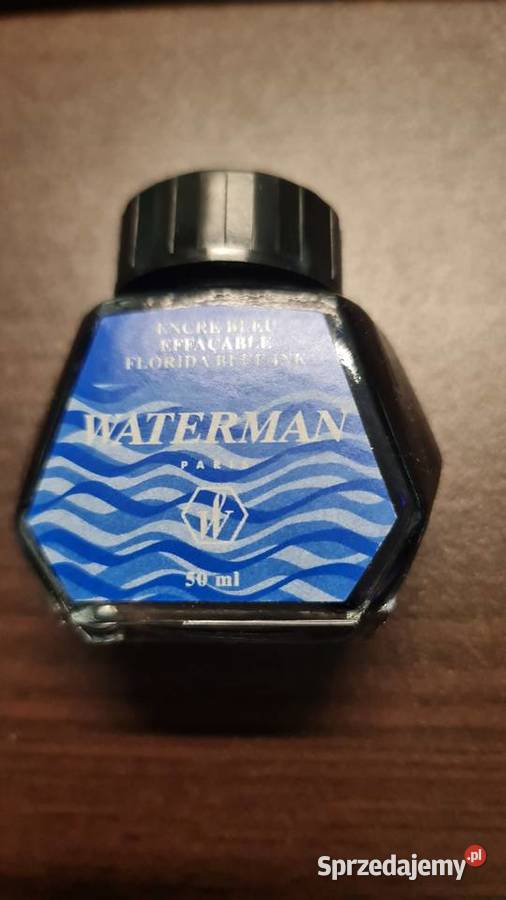 ENCRE BLEU
EFFAÇABLE
FLORIDA BLUE INK
WATERMAN
PARIS
W
50 ml
Sprzedajemy.pl